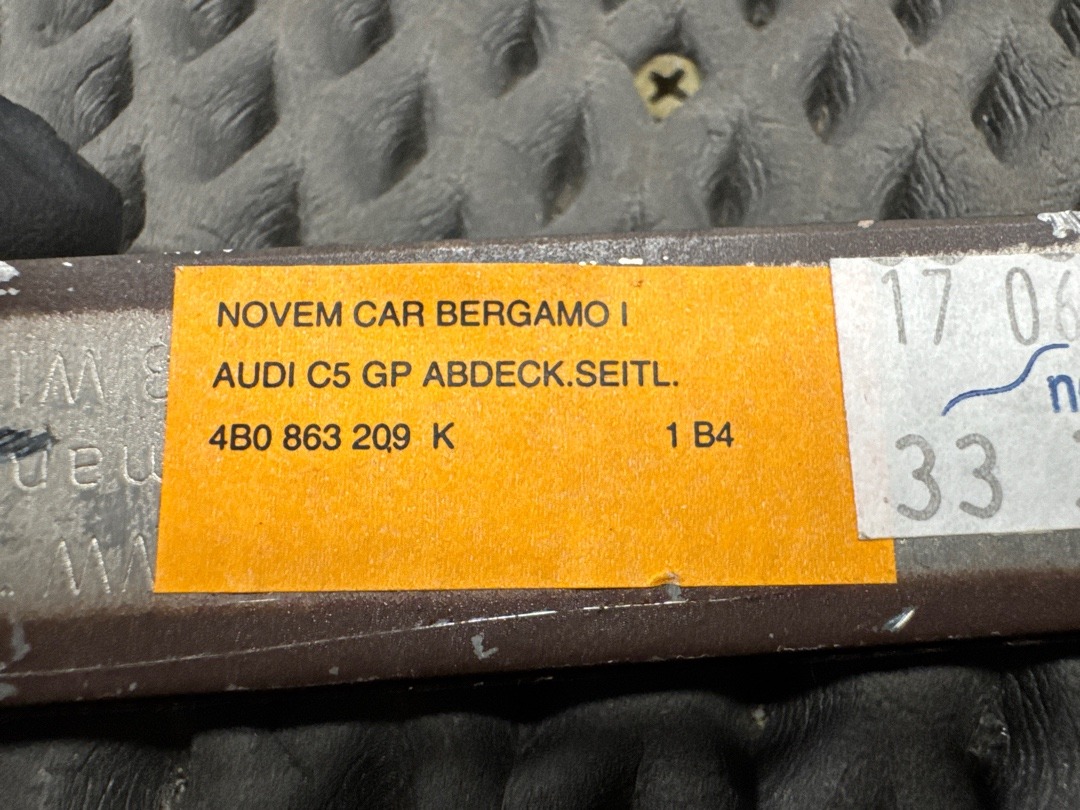 NOVEM CAR BERGAMO I
AUDI C5 GP ABDECK.SEITL.
4B0 863 209 K 1 B4
17 06
33